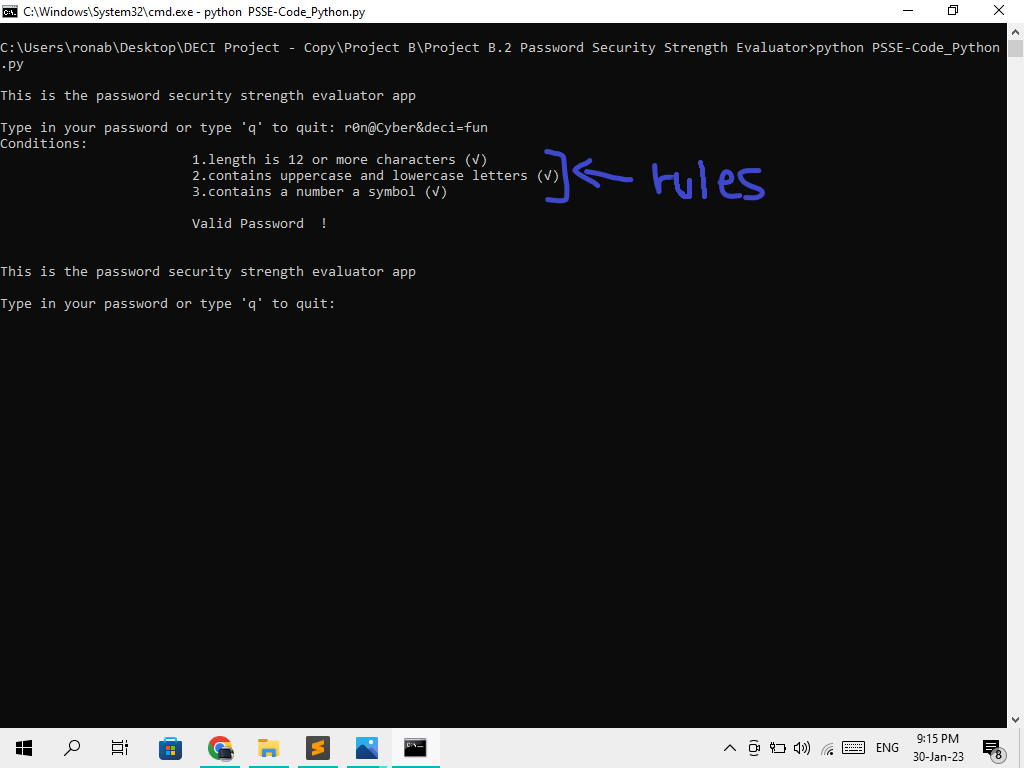 C:\Windows\System32\cmd.exe - python  PSSE-Code_Python.py
C:\Users\ronab\Desktop\DECI Project - Copy\Project B\Project B.2 Password Security Strength Evaluator>python PSSE-Code_Python
.py
This is the password security strength evaluator app
Type in your password or type 'q' to quit: r0n@Cyber&deci=fun
Conditions:
1.length is 12 or more characters (√)
2.contains uppercase and lowercase letters (√)
3.contains a number a symbol (√)
rules
Valid Password  !
This is the password security strength evaluator app
Type in your password or type 'q' to quit:
ENG
9:15 PM
30-Jan-23
8